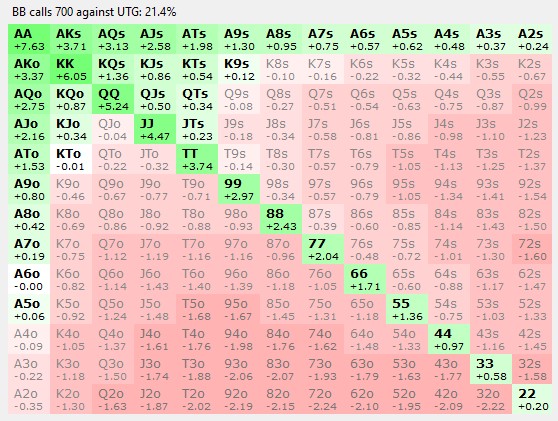 BB calls 700 against UTG: 21.4%
AA AKs AQs AJs ATs A9s A8s A7s A6s A5s A4s A3s A2s
+7.63 +3.71 +3.13 +2.58 +1.98 +1.30 +0.95 +0.75 +0.57 +0.62 +0.48 +0.37 +0.24
AKo KK KQs KJs KTs K9s K8s K7s K6s K5s K4s K3s K2s
+3.37 +6.05 +1.36 +0.86 +0.54 +0.12 -0.10 -0.16 -0.22 -0.32 -0.44 -0.55 -0.67
AQo KQo QQ QJs QTs Q9s Q8s Q7s Q6s Q5s Q4s Q3s Q2s
+2.75 +0.87 +5.24 +0.50 +0.34 -0.08 -0.27 -0.51 -0.54 -0.63 -0.75 -0.87 -0.99
AJo KJo QJo JJ JTs J9s J8s J7s J6s J5s J4s J3s J2s
+2.16 +0.34 -0.04 +4.47 +0.23 -0.18 -0.34 -0.58 -0.81 -0.86 -0.98 -1.10 -1.23
ATo KTo QTo JTo TT T9s T8s T7s T6s T5s T4s T3s T2s
+1.53 -0.01 -0.22 -0.32 +3.74 -0.14 -0.30 -0.57 -0.79 -1.05 -1.13 -1.25 -1.37
A9o K9o Q9o J9o T9o 99 98s 97s 96s 95s 94s 93s 92s
+0.80 -0.46 -0.67 -0.77 -0.71 +2.97 -0.34 -0.57 -0.79 -1.05 -1.34 -1.41 -1.54
A8o K8o Q8o J8o T8o 98o 88 87s 86s 85s 84s 83s 82s
+0.42 -0.69 -0.86 -0.92 -0.88 -0.93 +2.43 -0.39 -0.60 -0.85 -1.14 -1.43 -1.50
A7o K7o Q7o J7o T7o 97o 87o 77 76s 75s 74s 73s 72s
+0.19 -0.75 -1.12 -1.19 -1.16 -1.16 -0.96 +2.04 -0.48 -0.72 -1.01 -1.30 -1.60
A6o K6o Q6o J6o T6o 96o 86o 76o 66 65s 64s 63s 62s
-0.00 -0.82 -1.14 -1.43 -1.40 -1.39 -1.18 -1.05 +1.71 -0.60 -0.88 -1.17 -1.47
A5o K5o Q5o J5o T5o 95o 85o 75o 65o 55 54s 53s 52s
+0.06 -0.92 -1.24 -1.48 -1.68 -1.67 -1.45 -1.31 -1.18 +1.36 -0.75 -1.03 -1.33
A4o K4o Q4o J4o T4o 94o 84o 74o 64o 54o 44 43s 42s
-0.09 -1.05 -1.37 -1.61 -1.76 -1.98 -1.76 -1.62 -1.48 -1.33 +0.97 -1.16 -1.45
A3o K3o Q3o J3o T3o 93o 83o 73o 63o 53o 43o 33 32s
-0.22 -1.18 -1.50 -1.74 -1.88 -2.06 -2.07 -1.93 -1.79 -1.63 -1.77 +0.58 -1.58
A2o K2o Q2o J2o T2o 92o 82o 72o 62o 52o 42o 32o 22
-0.35 -1.30 -1.63 -1.87 -2.02 -2.19 -2.15 -2.24 -2.10 -1.95 -2.09 -2.22 +0.20